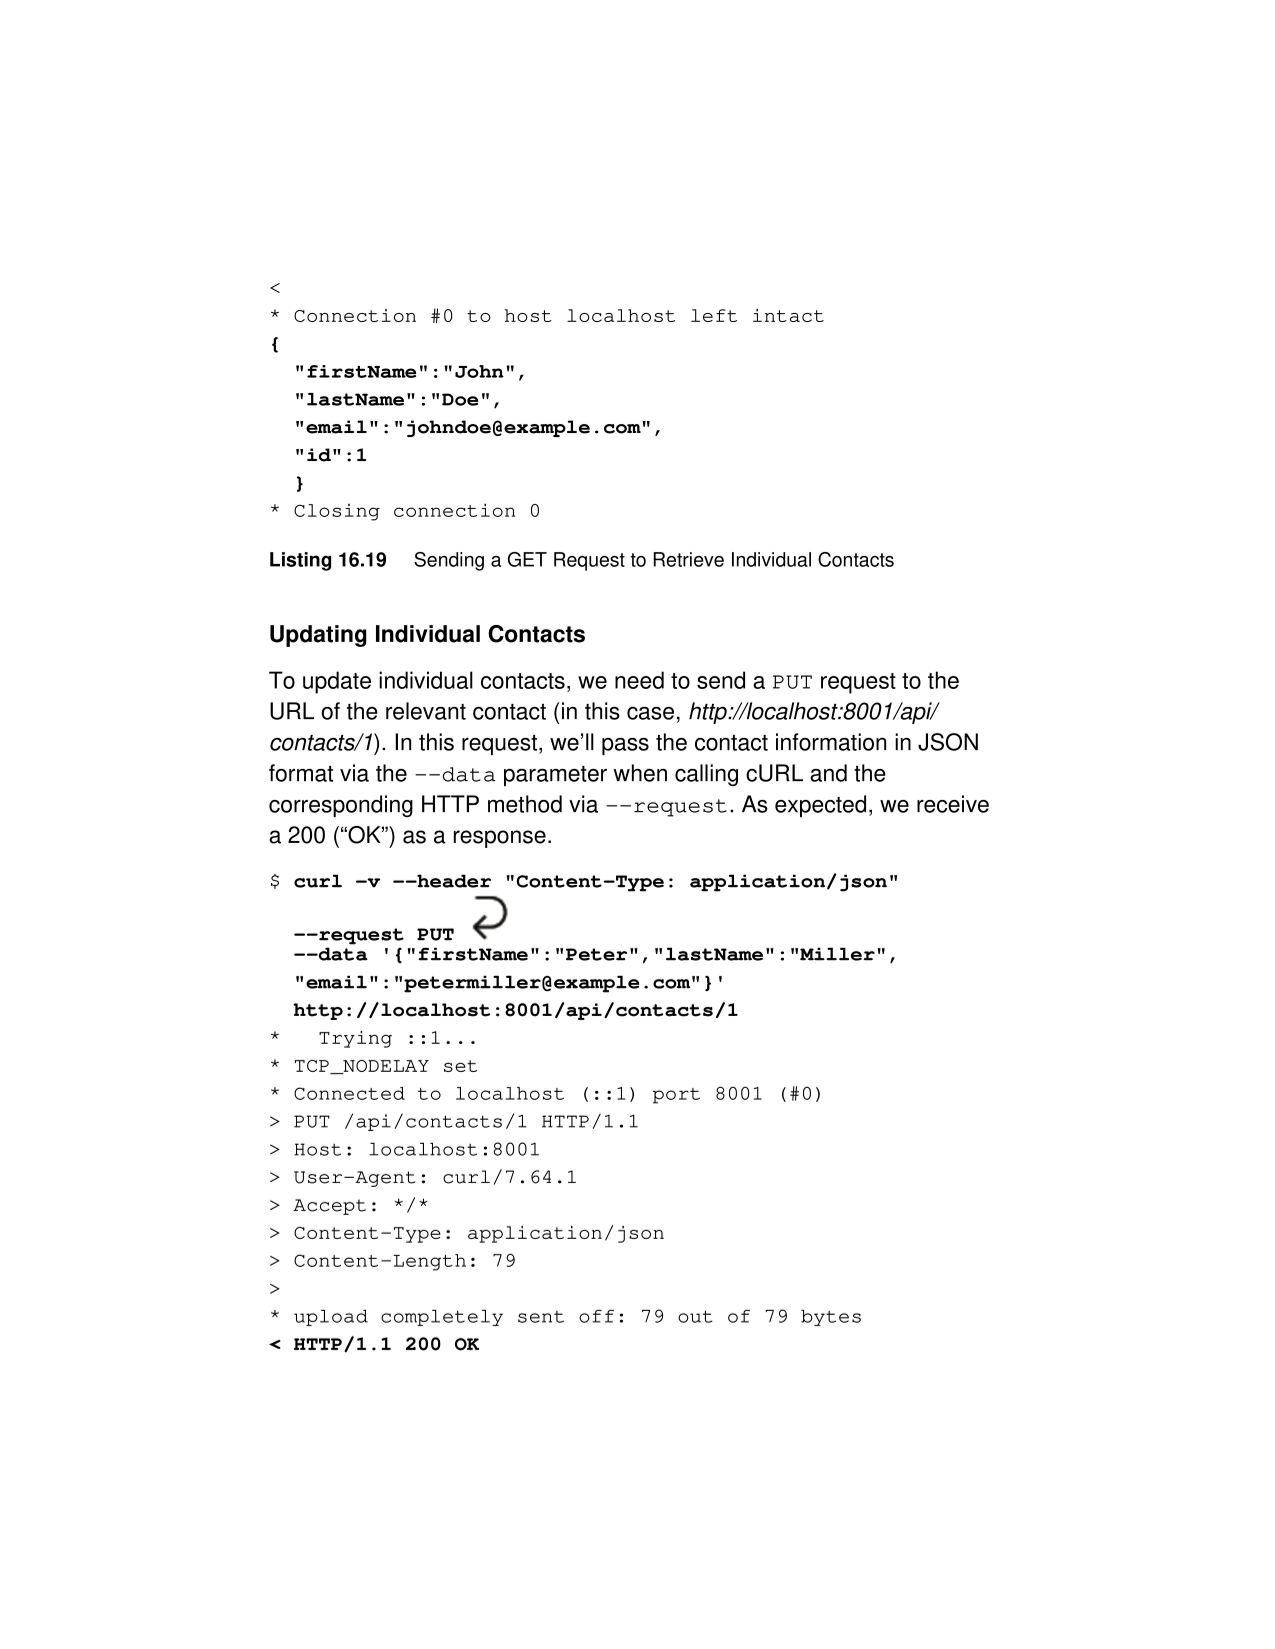 <
* Connection #0 to host localhost left intact
{
  "firstName":"John",
  "lastName":"Doe",
  "email":"johndoe@example.com",
  "id":1
  }
* Closing connection 0
Listing 16.19 Sending a GET Request to Retrieve Individual Contacts
Updating Individual Contacts
To update individual contacts, we need to send a PUT request to the
URL of the relevant contact (in this case, http://localhost:8001/api/
contacts/1). In this request, we’ll pass the contact information in JSON
format via the --data parameter when calling cURL and the
corresponding HTTP method via --request. As expected, we receive
a 200 (“OK”) as a response.
$ curl -v --header "Content-Type: application/json"
  --request PUT
  --data '{"firstName":"Peter","lastName":"Miller",
  "email":"petermiller@example.com"}'
  http://localhost:8001/api/contacts/1
*   Trying ::1...
* TCP_NODELAY set
* Connected to localhost (::1) port 8001 (#0)
> PUT /api/contacts/1 HTTP/1.1
> Host: localhost:8001
> User-Agent: curl/7.64.1
> Accept: */*
> Content-Type: application/json
> Content-Length: 79
>
* upload completely sent off: 79 out of 79 bytes
< HTTP/1.1 200 OK